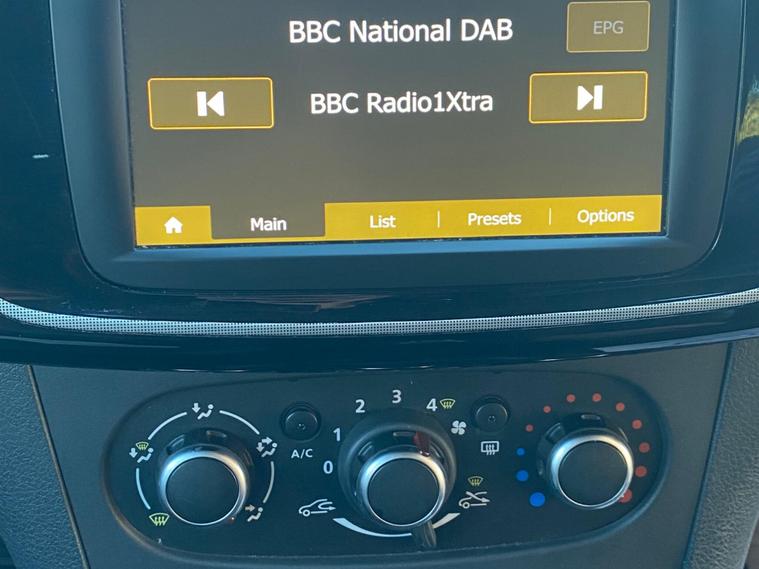 BBC National DAB
EPG
BBC Radio1Xtra
Main
List
Presets
Options
0
1
2
3
4
A/C